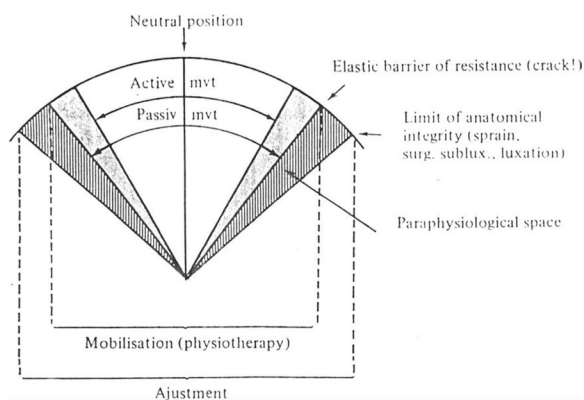 Neutral position
Elastic barrier of resistance (crack!)
Active mvt
Passiv mvt
Limit of anatomical
integrity (sprain,
surg. sublux., luxation)
Paraphysiological space
Mobilisation (physiotherapy)
Ajustment